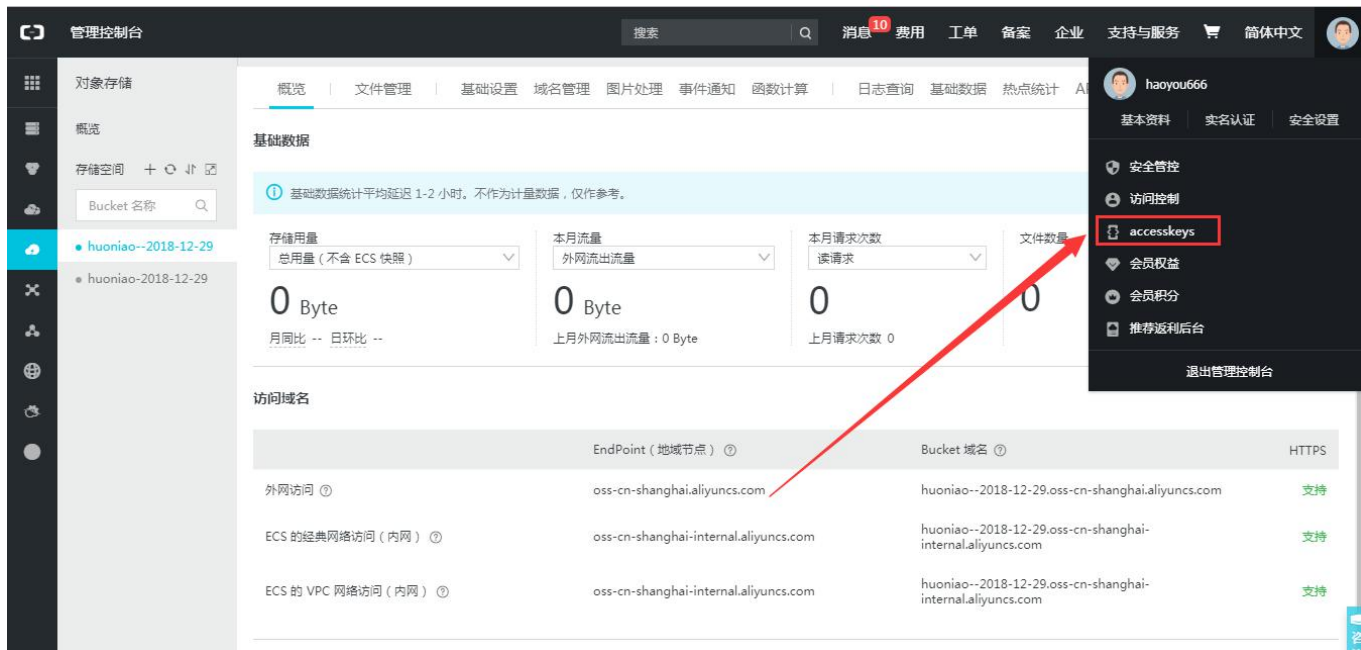 管理控制台
搜索
消息 10 费用 工单 备案 企业 支持与服务 简体中文
对象存储
概览
存储空间
Bucket 名称
huoniao--2018-12-29
huoniao-2018-12-29
概览 文件管理 基础设置 域名管理 图片处理 事件通知 函数计算 日志查询 基础数据 热点统计
基础数据
基础数据统计平均延迟 1-2 小时。不作为计量数据,仅作参考。
存储用量
总用量(不含 ECS 快照)
0 Byte
月同比 -- 日环比 --
本月流量
外网流出流量
0 Byte
上月外网流出流量:0 Byte
本月请求次数
读请求
0
上月请求次数 0
文件数量
0
访问域名
EndPoint(地域节点) Bucket 域名 HTTPS
外网访问 oss-cn-shanghai.aliyuncs.com huoniao--2018-12-29.oss-cn-shanghai.aliyuncs.com 支持
ECS 的经典网络访问(内网) oss-cn-shanghai-internal.aliyuncs.com huoniao--2018-12-29.oss-cn-shanghai-
internal.aliyuncs.com 支持
ECS 的 VPC 网络访问(内网) oss-cn-shanghai-internal.aliyuncs.com huoniao--2018-12-29.oss-cn-shanghai-
internal.aliyuncs.com 支持
haoyou666
基本资料 实名认证 安全设置
安全管控
访问控制
accesskeys
会员权益
会员积分
推荐返利后台
退出管理控制台